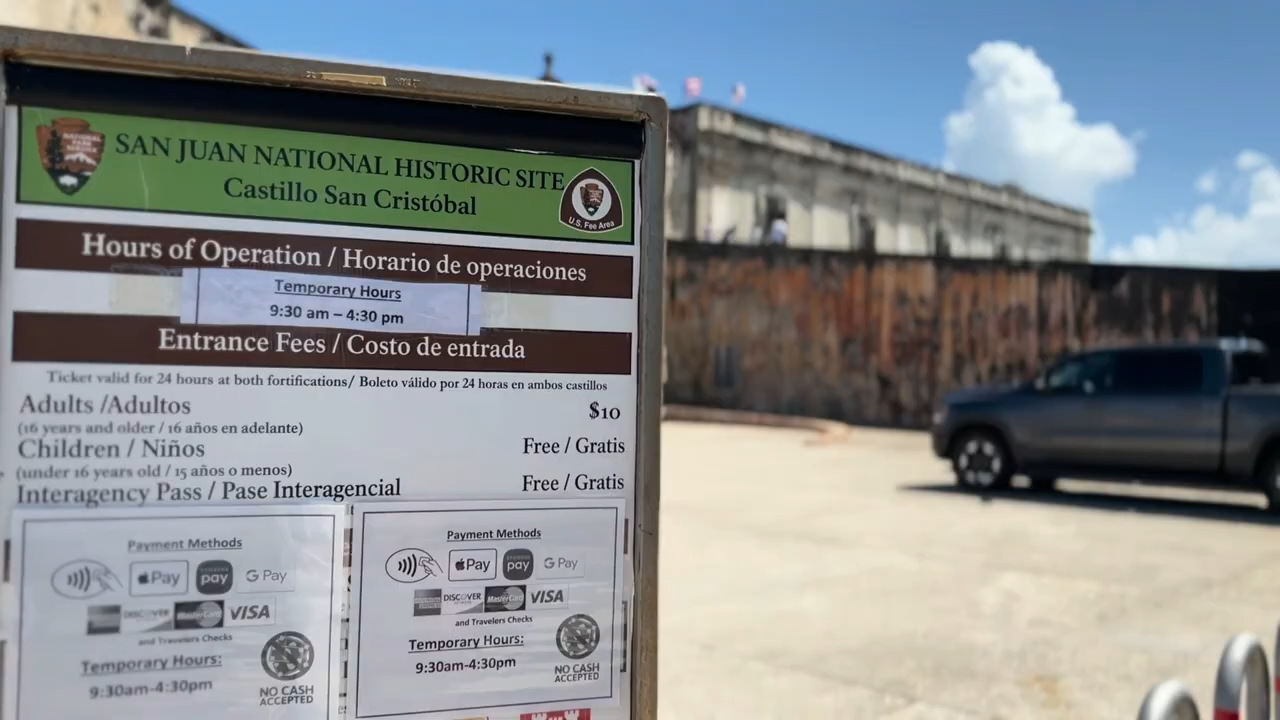 NATIONAL
PARK
SERVICE
SAN JUAN NATIONAL HISTORIC SITE
Castillo San Cristóbal
U.S. Fee Area
Hours of Operation / Horario de operaciones
Temporary Hours
9:30 am – 4:30 pm
Entrance Fees / Costo de entrada
Ticket valid for 24 hours at both fortifications/ Boleto válido por 24 horas en ambos castillos
Adults /Adultos $10
(16 years and older / 16 años en adelante)
Children / Niños Free / Gratis
(under 16 years old / 15 años o menos)
Interagency Pass / Pase Interagencial Free / Gratis
Payment Methods
Pay pay G Pay
DISCOVER MasterCard VISA
and Travelers Checks
Temporary Hours:
9:30am-4:30pm
NO CASH
ACCEPTED
Payment Methods
Pay pay G Pay
DISCOVER MasterCard VISA
and Travelers Checks
Temporary Hours:
9:30am-4:30pm
NO CASH
ACCEPTED